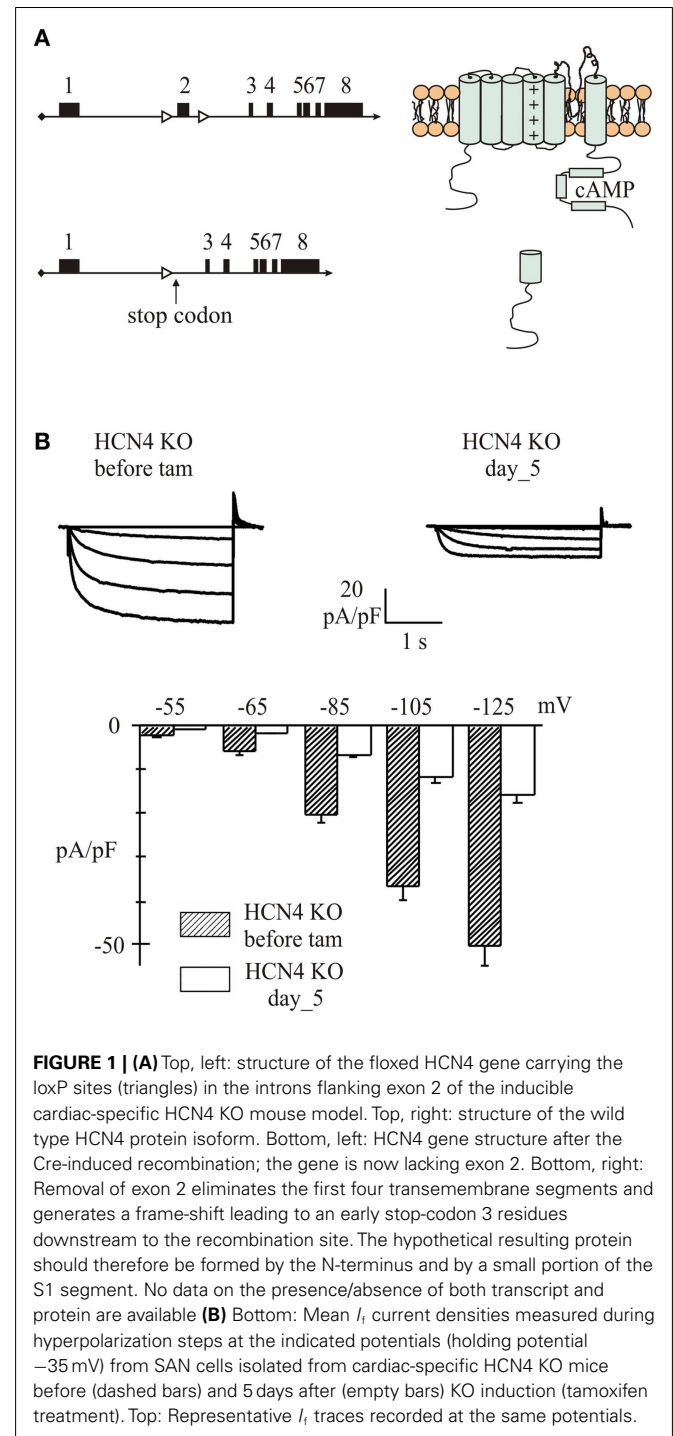 A
1 2 3 4 5 6 7 8
+
+
+
+
cAMP
1 3 4 5 6 7 8
stop codon
B
HCN4 KO
before tam
HCN4 KO
day_5
20
pA/pF
1 s
0 -55 -65 -85 -105 -125 mV
pA/pF
-50
HCN4 KO
before tam
HCN4 KO
day_5
FIGURE 1 | (A) Top, left: structure of the floxed HCN4 gene carrying the
loxP sites (triangles) in the introns flanking exon 2 of the inducible
cardiac-specific HCN4 KO mouse model. Top, right: structure of the wild
type HCN4 protein isoform. Bottom, left: HCN4 gene structure after the
Cre-induced recombination; the gene is now lacking exon 2. Bottom, right:
Removal of exon 2 eliminates the first four transemembrane segments and
generates a frame-shift leading to an early stop-codon 3 residues
downstream to the recombination site. The hypothetical resulting protein
should therefore be formed by the N-terminus and by a small portion of the
S1 segment. No data on the presence/absence of both transcript and
protein are available (B) Bottom: Mean If current densities measured during
hyperpolarization steps at the indicated potentials (holding potential
−35 mV) from SAN cells isolated from cardiac-specific HCN4 KO mice
before (dashed bars) and 5 days after (empty bars) KO induction (tamoxifen
treatment). Top: Representative If traces recorded at the same potentials.